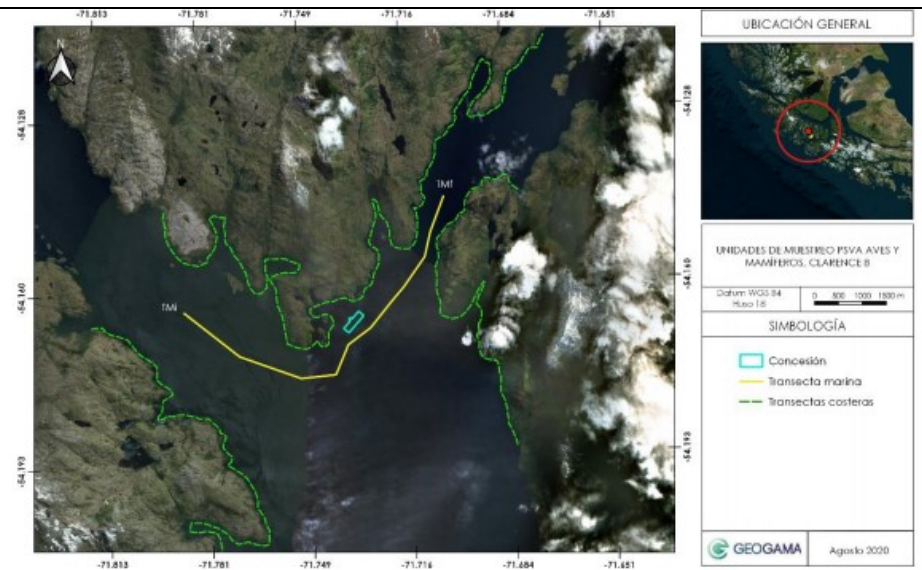 -71.813 -71.781 -71.749 -71.716 -71.684 -71.651
N
-54.128
-54.128
TMf
-54.160
-54.160
TMi
-54.193
-54.193
-71.813 -71.781 -71.749 -71.716 -71.684 -71.651
UBICACIÓN GENERAL
UNIDADES DE MUESTREO PSVA AVES Y
MAMÍFEROS, CLARENCE 8
Datum WGS 84
Huso 18
0 500 1000 1500 m
SIMBOLOGÍA
Concesión
Transecta marina
Transectas costeras
GEOGAMA
Agosto 2020